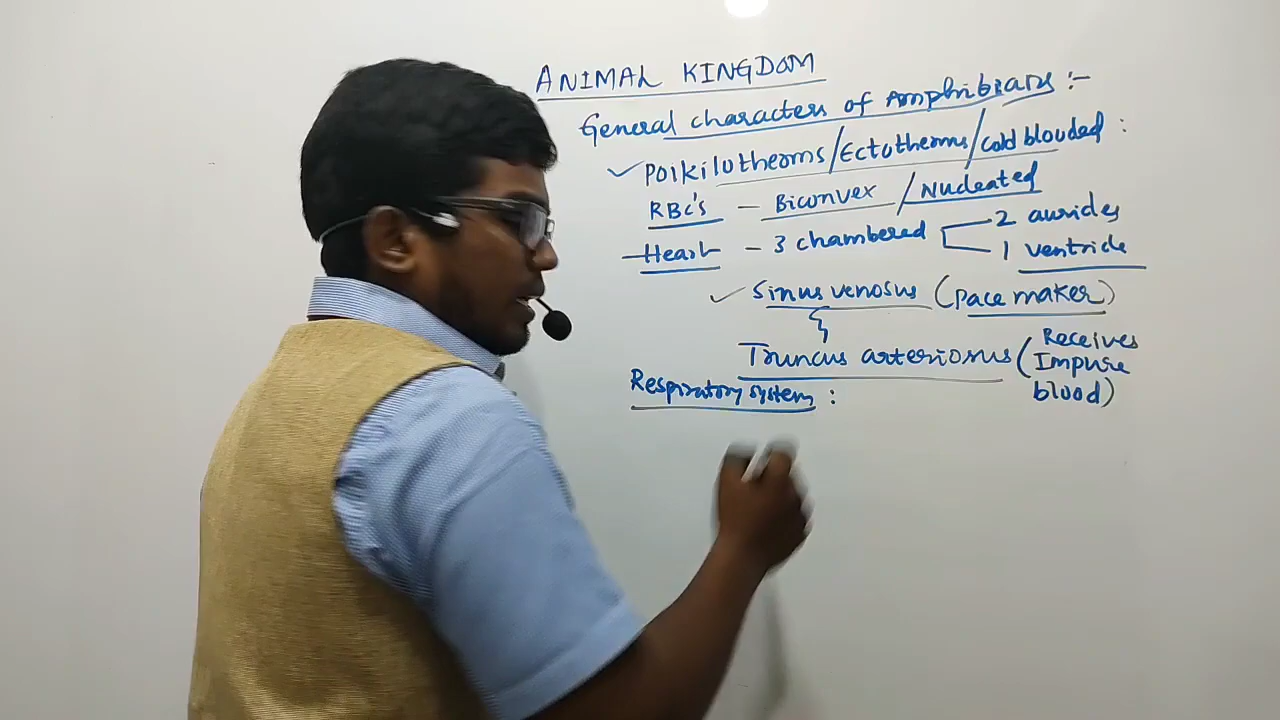 ANIMAL KINGDOM
General characters of Amphibians :-
✓ Poikilotherms/Ectotherms/cold blouded :
RBC's - Biconvex / Nucleated
Heart - 3 chambered 2 auricles
1 ventricle
✓ Sinus venosus (pace maker)
Truncus arteriosus (Receives Impure blood)
Respiratory system :